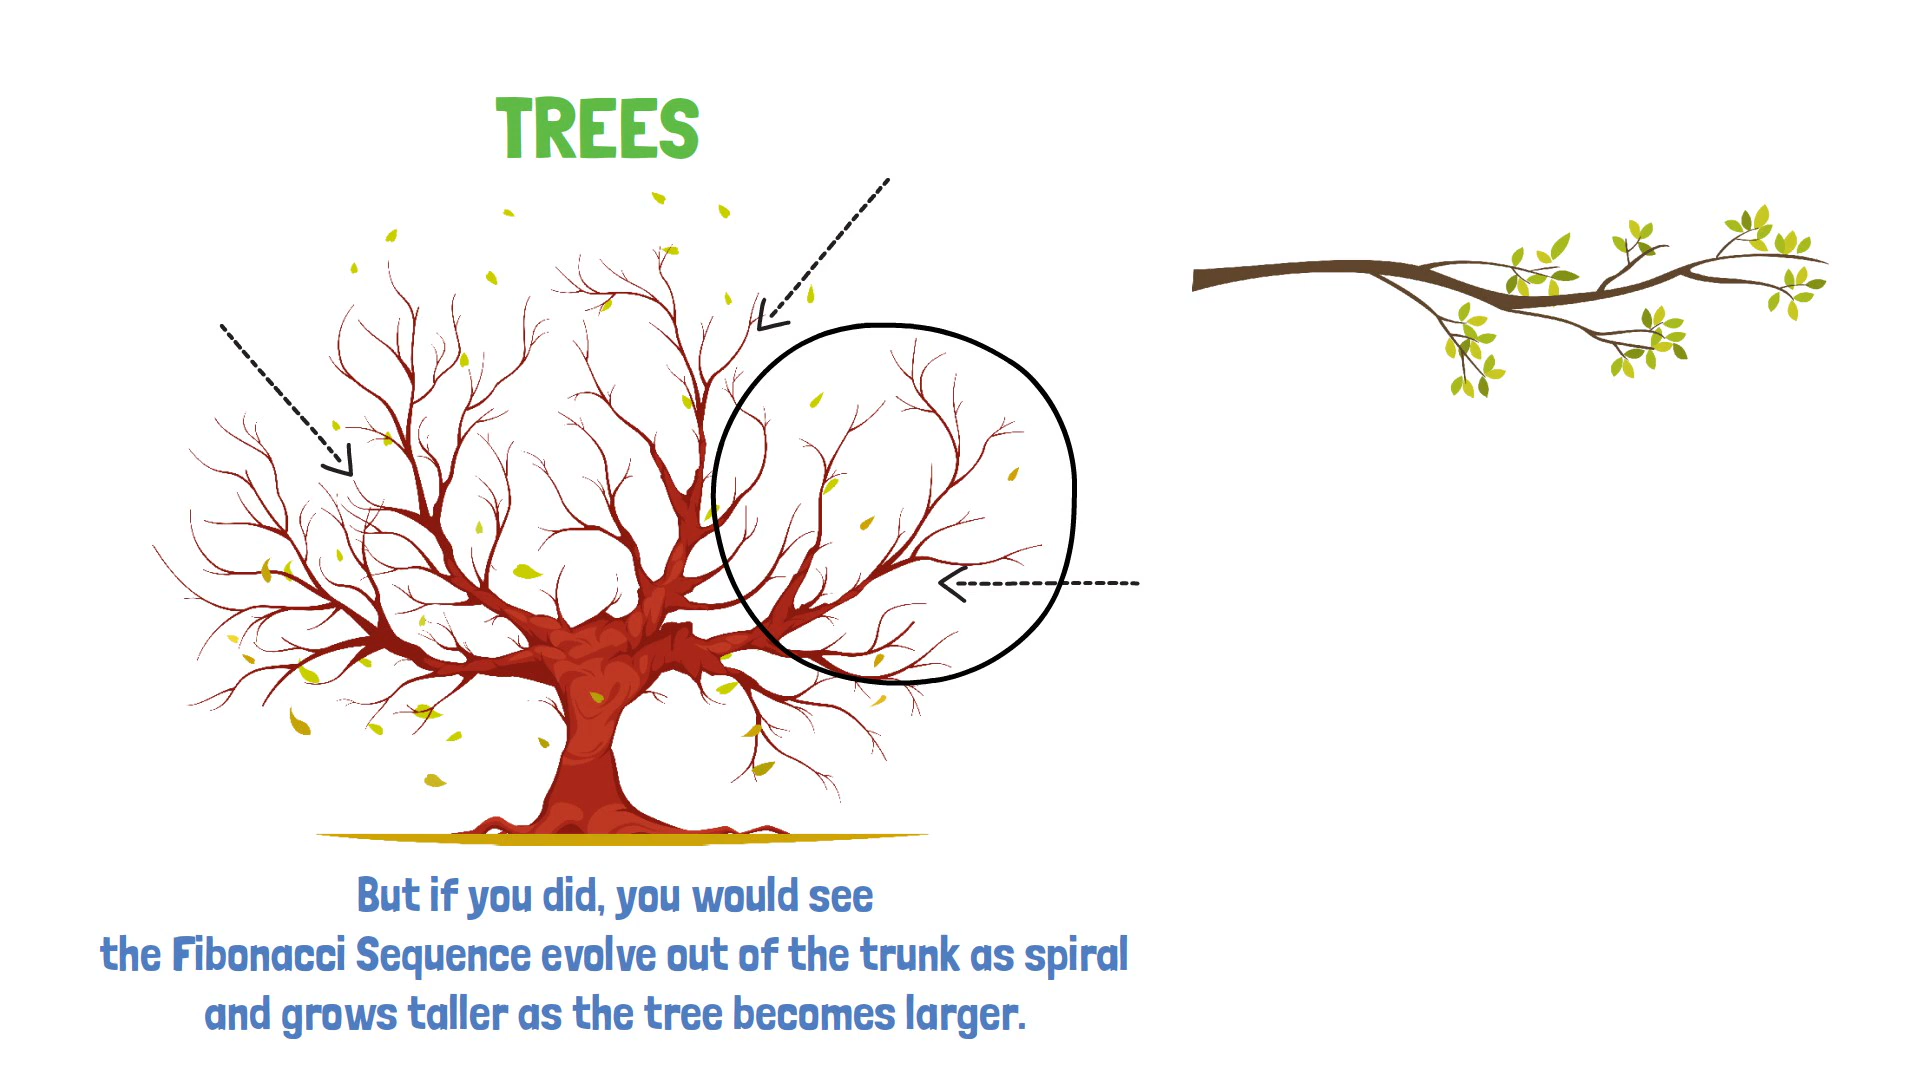 TREES
But if you did, you would see
the Fibonacci Sequence evolve out of the trunk as spiral
and grows taller as the tree becomes larger.